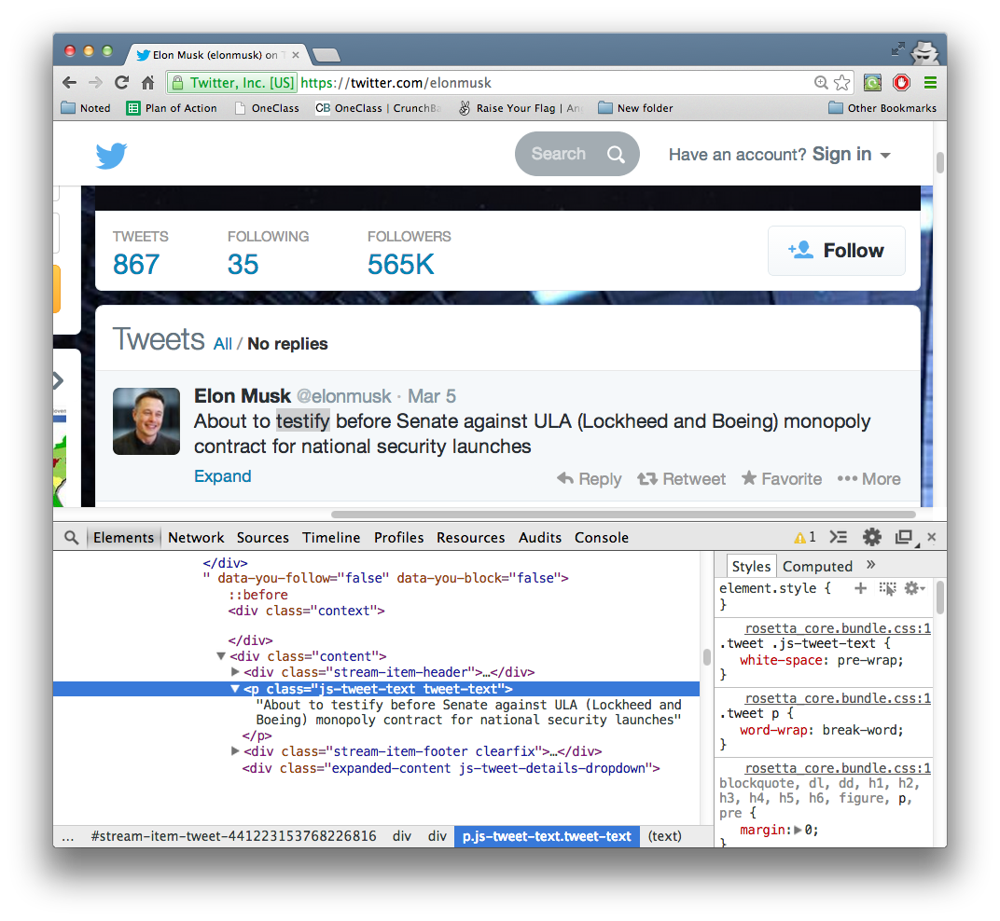 Elon Musk (elonmusk) on T
Twitter, Inc. [US] https://twitter.com/elonmusk
Noted Plan of Action OneClass CB OneClass | CrunchBa Raise Your Flag | An New folder Other Bookmarks
Search Have an account? Sign in
TWEETS FOLLOWING FOLLOWERS
867 35 565K Follow
Tweets All / No replies
Elon Musk @elonmusk · Mar 5
About to testify before Senate against ULA (Lockheed and Boeing) monopoly
contract for national security launches
Expand Reply Retweet Favorite More
Elements Network Sources Timeline Profiles Resources Audits Console 1
</div>
" data-you-follow="false" data-you-block="false">
::before
<div class="context">
</div>
<div class="content">
<div class="stream-item-header">…</div>
<p class="js-tweet-text tweet-text">
"About to testify before Senate against ULA (Lockheed and
Boeing) monopoly contract for national security launches"
</p>
<div class="stream-item-footer clearfix">…</div>
<div class="expanded-content js-tweet-details-dropdown">
... #stream-item-tweet-441223153768226816 div div p.js-tweet-text.tweet-text (text)
Styles Computed »
element.style {
}
rosetta_core.bundle.css:1
.tweet .js-tweet-text {
white-space: pre-wrap;
}
rosetta_core.bundle.css:1
.tweet p {
word-wrap: break-word;
}
rosetta_core.bundle.css:1
blockquote, dl, dd, h1, h2,
h3, h4, h5, h6, figure, p,
pre {
margin: 0;
}